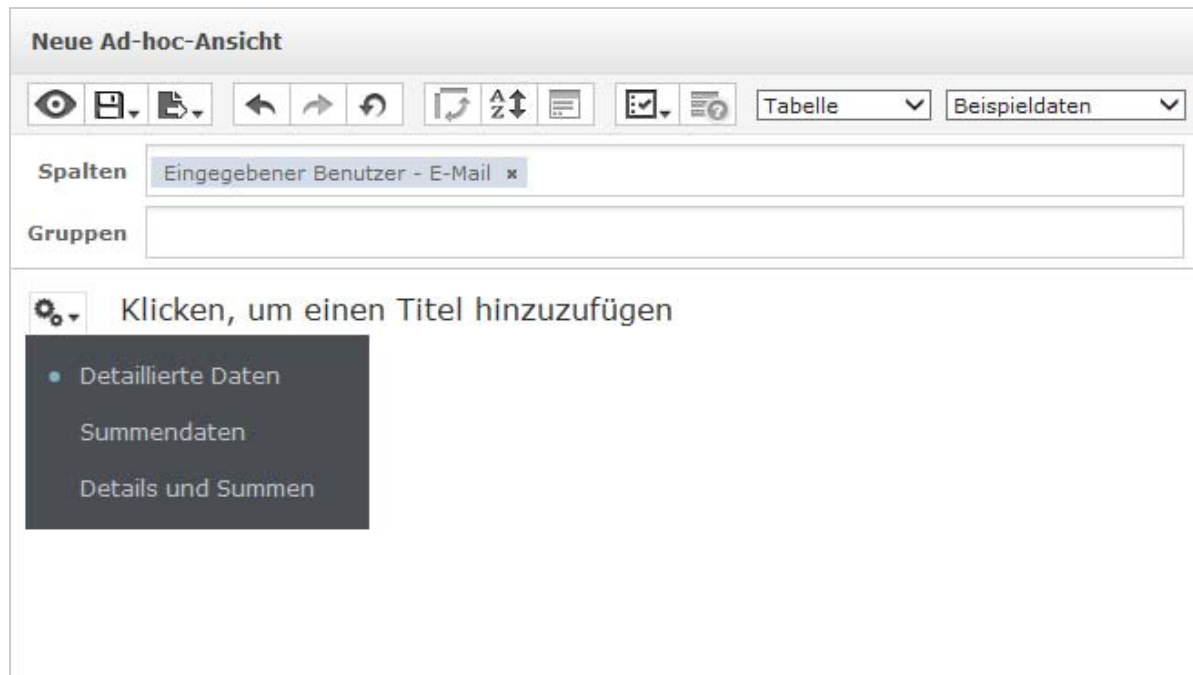 Neue Ad-hoc-Ansicht
Tabelle Beispieldaten
Spalten Eingegebener Benutzer - E-Mail ×
Gruppen
Klicken, um einen Titel hinzuzufügen
Detaillierte Daten
Summendaten
Details und Summen